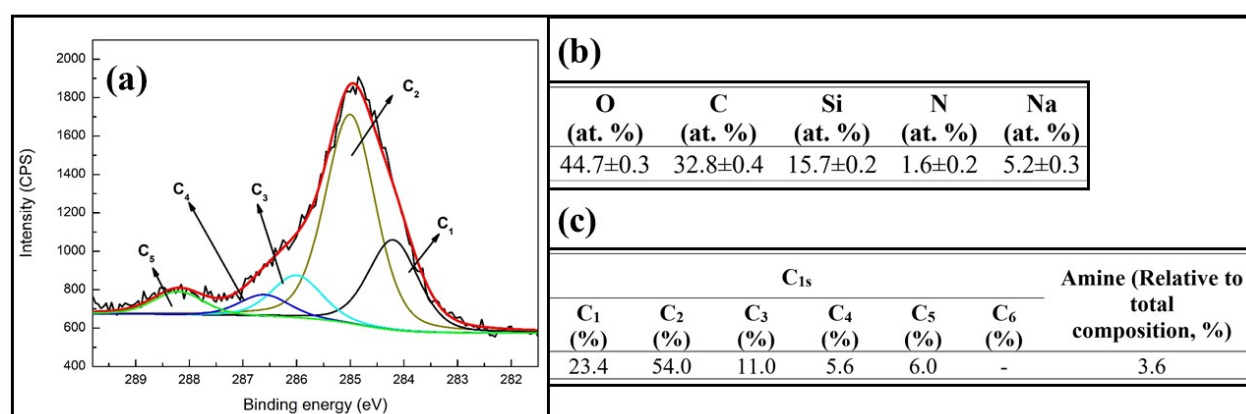 (a)
2000
1800
1600
1400
1200
1000
800
600
400
Intensity (CPS)
289 288 287 286 285 284 283 282
Binding energy (eV)
C₅
C₄
C₃
C₂
C₁
(b)
O C Si N Na
(at. %) (at. %) (at. %) (at. %) (at. %)
44.7±0.3 32.8±0.4 15.7±0.2 1.6±0.2 5.2±0.3
(c)
C₁ₛ Amine (Relative to
total
composition, %)
C₁ C₂ C₃ C₄ C₅ C₆
(%) (%) (%) (%) (%) (%)
23.4 54.0 11.0 5.6 6.0 - 3.6